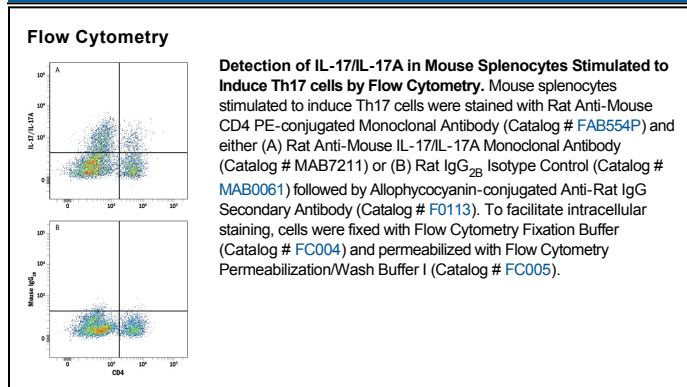 Flow Cytometry
A
IL-17/IL-17A
10⁵
10⁴
10³
0
0
10³
10⁴
10⁵
B
Mouse IgG₂B
10⁵
10⁴
10³
0
0
10³
10⁴
10⁵
CD4
Detection of IL-17/IL-17A in Mouse Splenocytes Stimulated to
Induce Th17 cells by Flow Cytometry. Mouse splenocytes
stimulated to induce Th17 cells were stained with Rat Anti-Mouse
CD4 PE-conjugated Monoclonal Antibody (Catalog # FAB554P) and
either (A) Rat Anti-Mouse IL-17/IL-17A Monoclonal Antibody
(Catalog # MAB7211) or (B) Rat IgG₂B Isotype Control (Catalog #
MAB0061) followed by Allophycocyanin-conjugated Anti-Rat IgG
Secondary Antibody (Catalog # F0113). To facilitate intracellular
staining, cells were fixed with Flow Cytometry Fixation Buffer
(Catalog # FC004) and permeabilized with Flow Cytometry
Permeabilization/Wash Buffer I (Catalog # FC005).